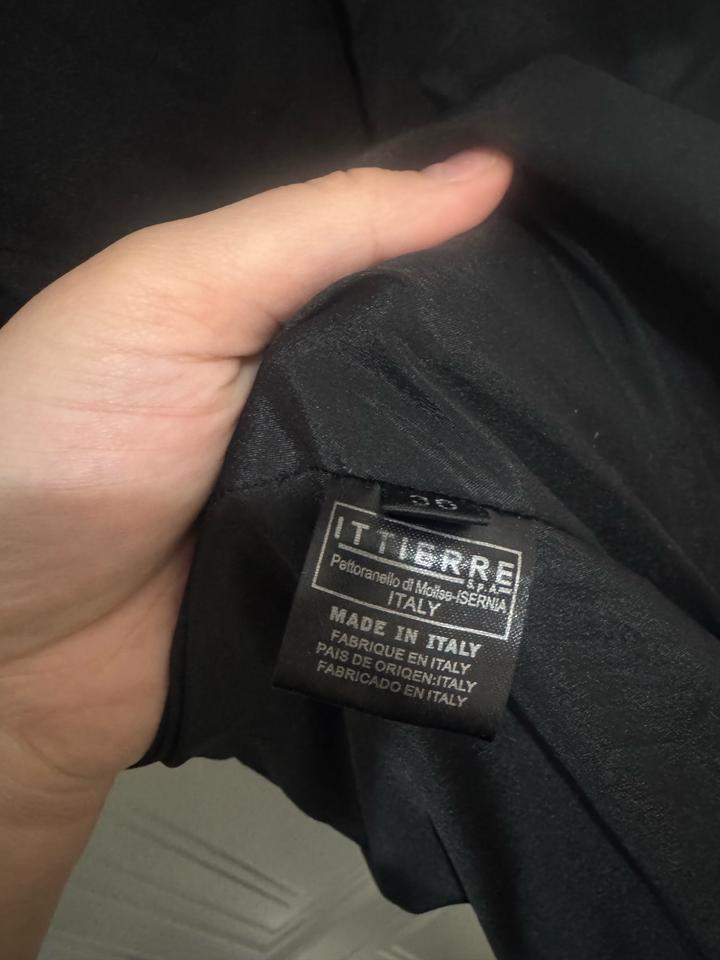 36
ITTIERRE
S.P.A.
Pettoranello di Molise-ISERNIA
ITALY
MADE IN ITALY
FABRIQUE EN ITALY
PAIS DE ORIGEN:ITALY
FABRICADO EN ITALY